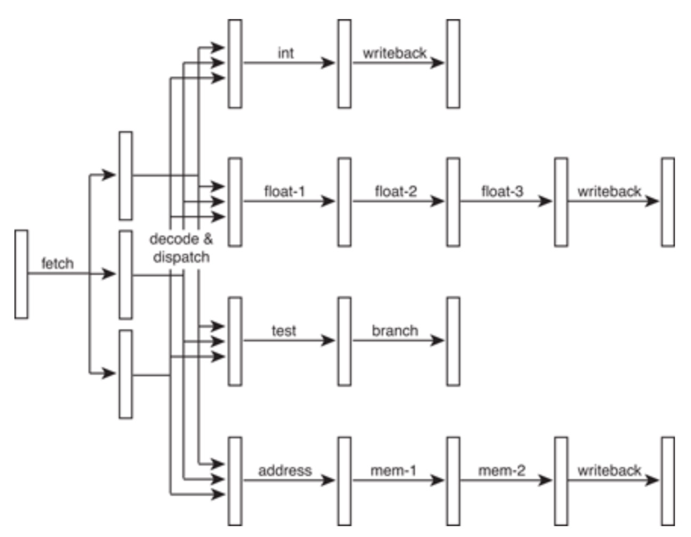 int
writeback
float-1
float-2
float-3
writeback
decode &
dispatch
fetch
test
branch
address
mem-1
mem-2
writeback